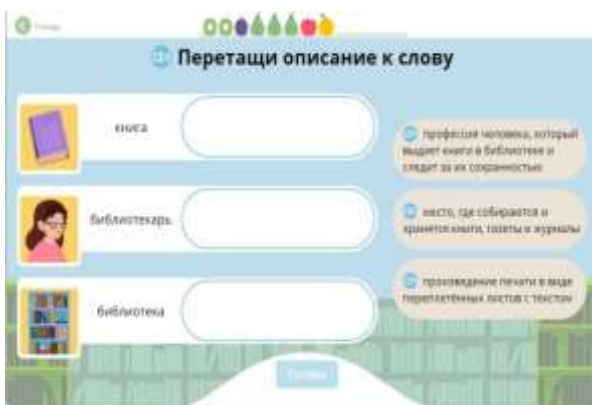 Перетащи описание к слову
книга
профессия человека, который
выдает книги в библиотеке и
следит за их сохранностью
библиотекарь
место, где собираются и
хранятся книги, газеты и журналы
библиотека
произведение печати в виде
переплетённых листов с текстом
Готово